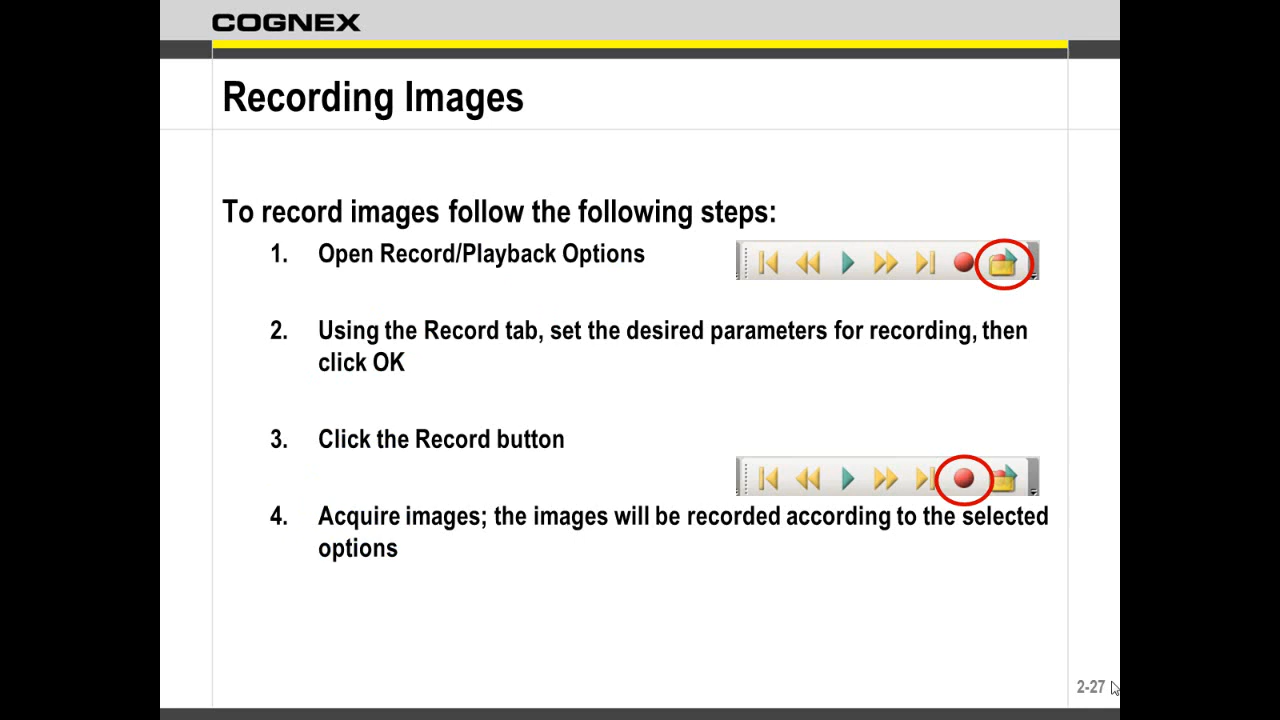 COGNEX
Recording Images
To record images follow the following steps:
1. Open Record/Playback Options
2. Using the Record tab, set the desired parameters for recording, then
click OK
3. Click the Record button
4. Acquire images; the images will be recorded according to the selected
options
2-27